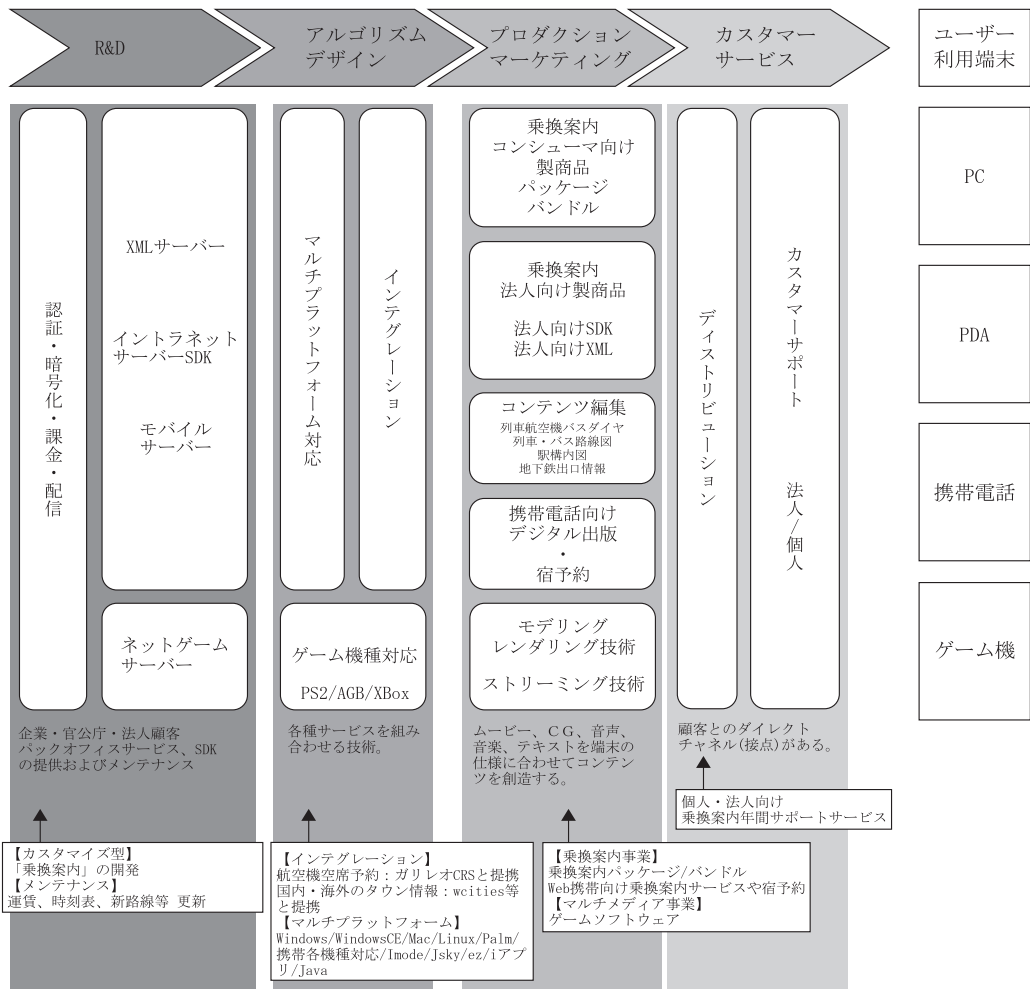 R&D
アルゴリズム
デザイン
プロダクション
マーケティング
カスタマー
サービス
ユーザー
利用端末
認証・暗号化・課金・配信
XMLサーバー
イントラネット
サーバーSDK
モバイル
サーバー
ネットゲーム
サーバー
マルチプラットフォーム対応
インテグレーション
ゲーム機種対応
PS2/AGB/XBox
乗換案内
コンシューマ向け
製商品
パッケージ
バンドル
乗換案内
法人向け製商品
法人向けSDK
法人向けXML
コンテンツ編集
列車航空機バスダイヤ
列車・バス路線図
駅構内図
地下鉄出口情報
携帯電話向け
デジタル出版
・
宿予約
モデリング
レンダリング技術
ストリーミング技術
ディストリビューション
カスタマーサポート 法人/個人
PC
PDA
携帯電話
ゲーム機
企業・官公庁・法人顧客
バックオフィスサービス、SDK
の提供およびメンテナンス
各種サービスを組み
合わせる技術。
ムービー、CG、音声、
音楽、テキストを端末の
仕様に合わせてコンテン
ツを創造する。
顧客とのダイレクト
チャネル(接点)がある。
個人・法人向け
乗換案内年間サポートサービス
【カスタマイズ型】
「乗換案内」の開発
【メンテナンス】
運賃、時刻表、新路線等 更新
【インテグレーション】
航空機空席予約：ガリレオCRSと提携
国内・海外のタウン情報：wcities等
と提携
【マルチプラットフォーム】
Windows/WindowsCE/Mac/Linux/Palm/
携帯各機種対応/Imode/Jsky/ez/iアプ
リ/Java
【乗換案内事業】
乗換案内パッケージ/バンドル
Web携帯向け乗換案内サービスや宿予約
【マルチメディア事業】
ゲームソフトウェア